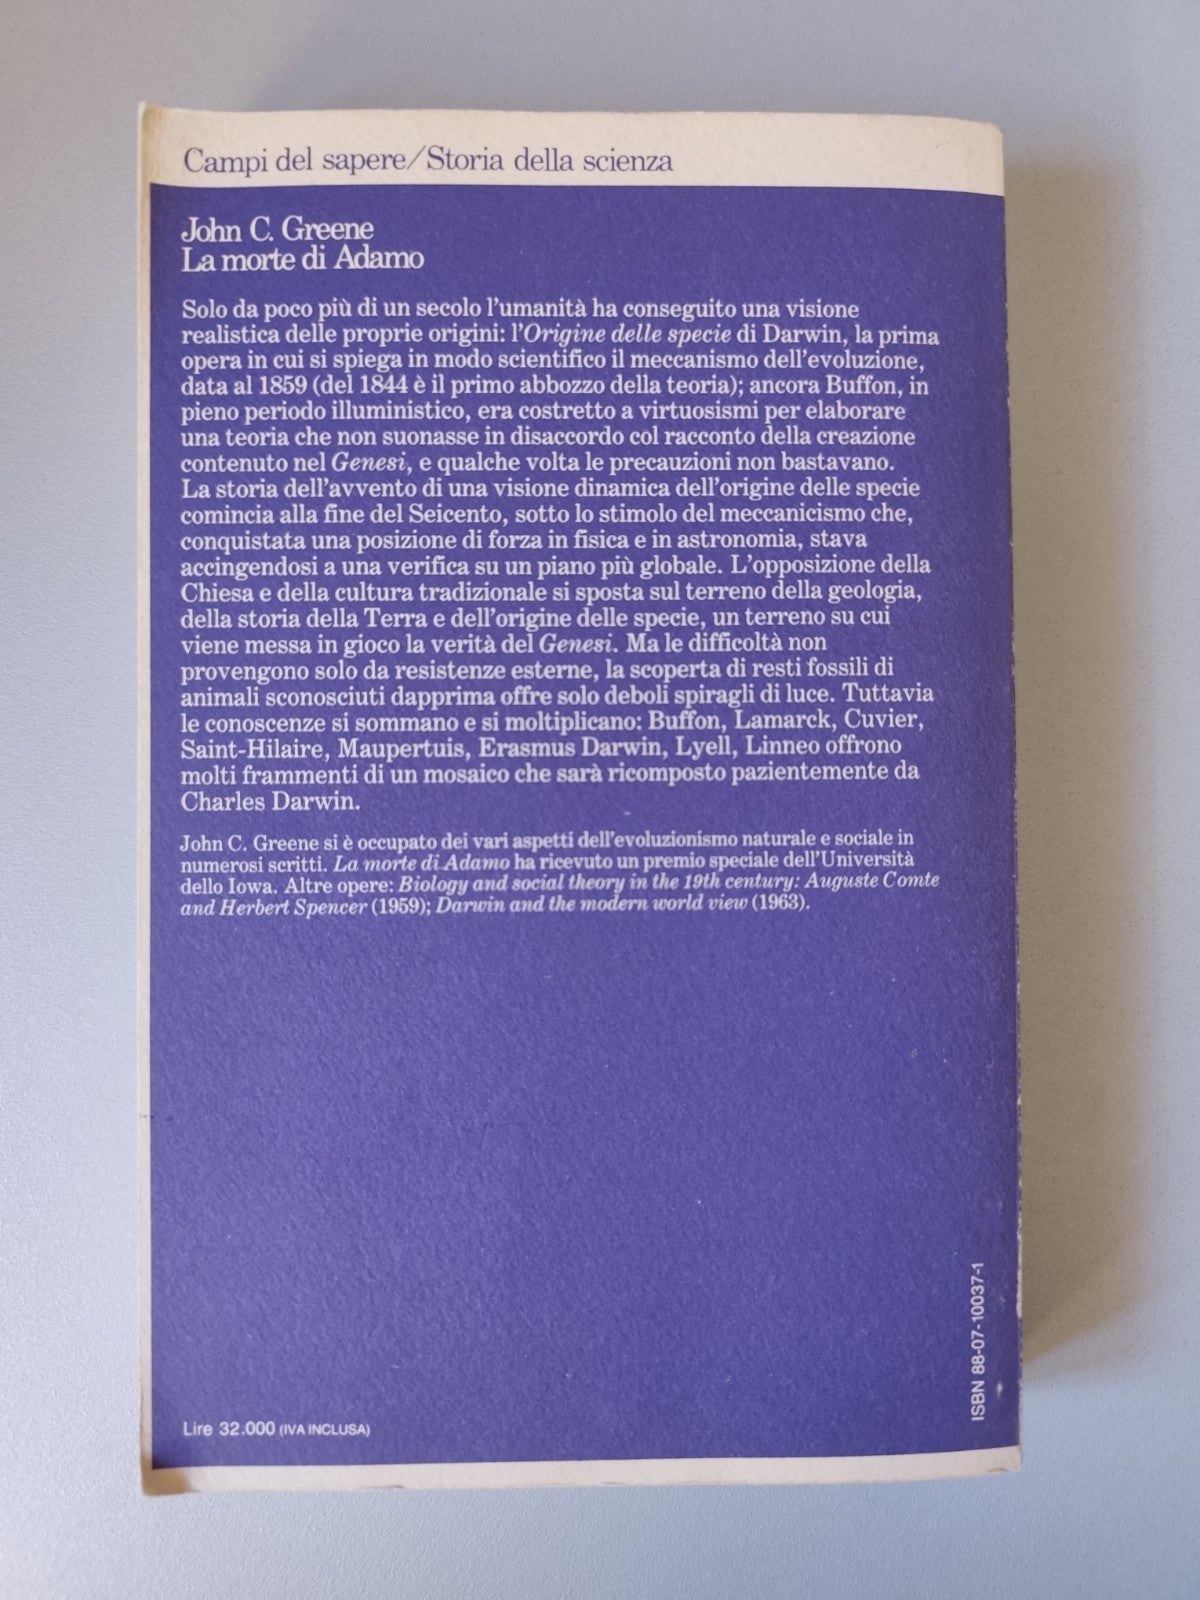 Campi del sapere/Storia della scienza
John C. Greene
La morte di Adamo
Solo da poco più di un secolo l'umanità ha conseguito una visione
realistica delle proprie origini: l'Origine delle specie di Darwin, la prima
opera in cui si spiega in modo scientifico il meccanismo dell'evoluzione,
data al 1859 (del 1844 è il primo abbozzo della teoria); ancora Buffon, in
pieno periodo illuministico, era costretto a virtuosismi per elaborare
una teoria che non suonasse in disaccordo col racconto della creazione
contenuto nel Genesi, e qualche volta le precauzioni non bastavano.
La storia dell'avvento di una visione dinamica dell'origine delle specie
comincia alla fine del Seicento, sotto lo stimolo del meccanicismo che,
conquistata una posizione di forza in fisica e in astronomia, stava
accingendosi a una verifica su un piano più globale. L'opposizione della
Chiesa e della cultura tradizionale si sposta sul terreno della geologia,
della storia della Terra e dell'origine delle specie, un terreno su cui
viene messa in gioco la verità del Genesi. Ma le difficoltà non
provengono solo da resistenze esterne, la scoperta di resti fossili di
animali sconosciuti dapprima offre solo deboli spiragli di luce. Tuttavia
le conoscenze si sommano e si moltiplicano: Buffon, Lamarck, Cuvier,
Saint-Hilaire, Maupertuis, Erasmus Darwin, Lyell, Linneo offrono
molti frammenti di un mosaico che sarà ricomposto pazientemente da
Charles Darwin.
John C. Greene si è occupato dei vari aspetti dell'evoluzionismo naturale e sociale in
numerosi scritti. La morte di Adamo ha ricevuto un premio speciale dell'Università
dello Iowa. Altre opere: Biology and social theory in the 19th century: Auguste Comte
and Herbert Spencer (1959); Darwin and the modern world view (1963).
ISBN 88-07-10037-1
Lire 32.000 (IVA INCLUSA)